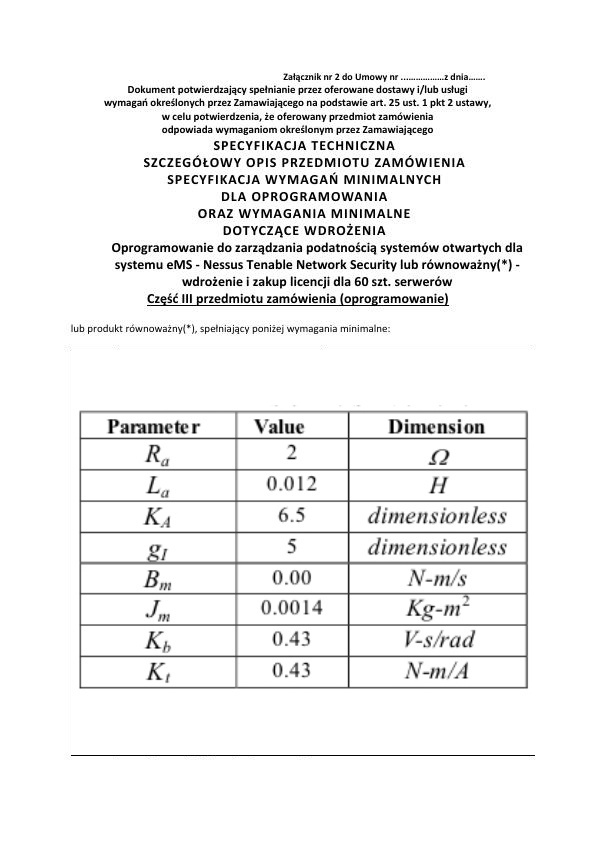 Załącznik nr 2 do Umowy nr ………………..z dnia…….
Dokument potwierdzający spełnianie przez oferowane dostawy i/lub usługi
wymagań określonych przez Zamawiającego na podstawie art. 25 ust. 1 pkt 2 ustawy,
w celu potwierdzenia, że oferowany przedmiot zamówienia
odpowiada wymaganiom określonym przez Zamawiającego
SPECYFIKACJA TECHNICZNA
SZCZEGÓŁOWY OPIS PRZEDMIOTU ZAMÓWIENIA
SPECYFIKACJA WYMAGAŃ MINIMALNYCH
DLA OPROGRAMOWANIA
ORAZ WYMAGANIA MINIMALNE
DOTYCZĄCE WDROŻENIA
Oprogramowanie do zarządzania podatnością systemów otwartych dla
systemu eMS - Nessus Tenable Network Security lub równoważny(*) -
wdrożenie i zakup licencji dla 60 szt. serwerów
Część III przedmiotu zamówienia (oprogramowanie)
lub produkt równoważny(*), spełniający poniżej wymagania minimalne:
Parameter Value Dimension
R_a 2 Ω
L_a 0.012 H
K_A 6.5 dimensionless
g_I 5 dimensionless
B_m 0.00 N-m/s
J_m 0.0014 Kg-m²
K_b 0.43 V-s/rad
K_t 0.43 N-m/A